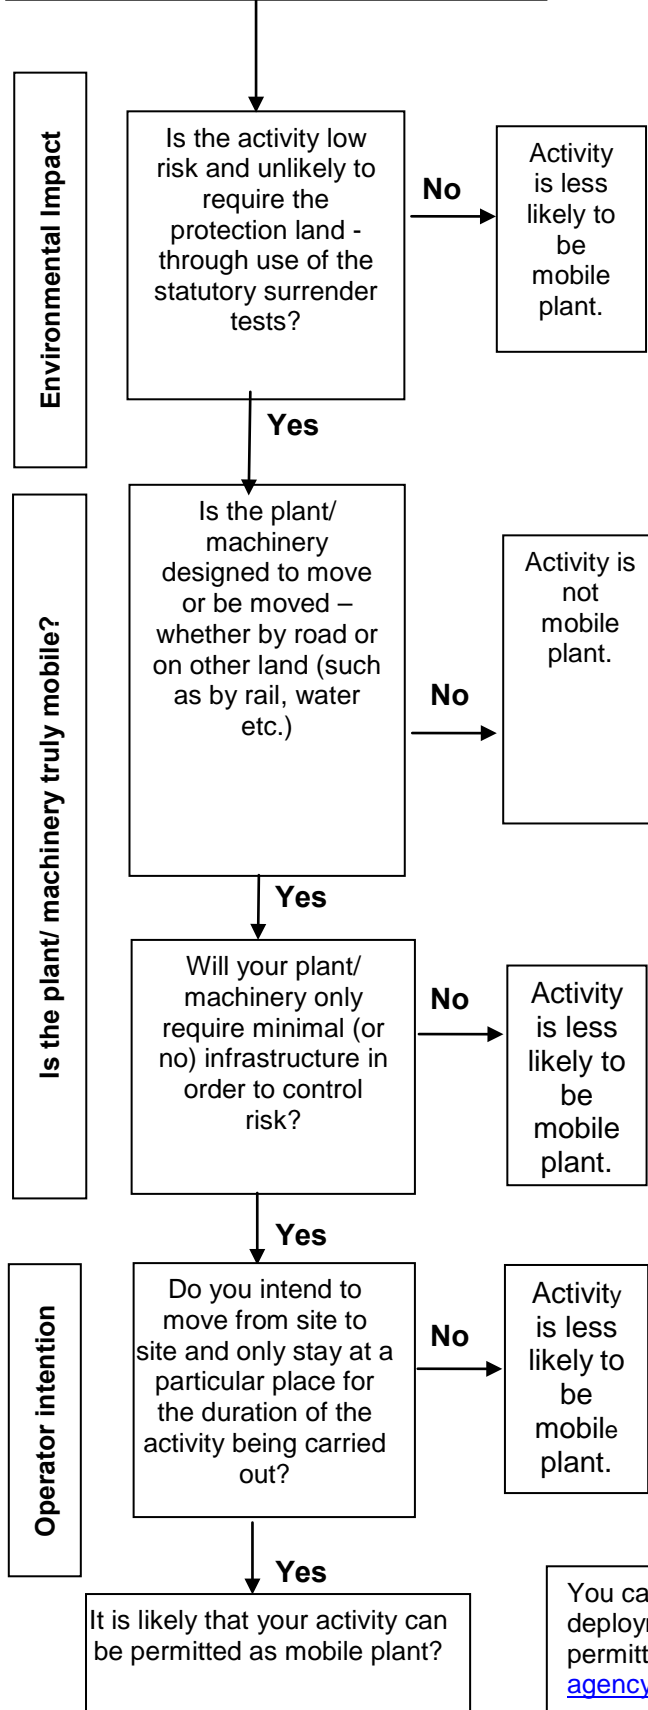 Environmental Impact
Is the activity low
risk and unlikely to
require the
protection land -
through use of the
statutory surrender
tests?
No
Activity
is less
likely to
be
mobile
plant.
Yes
Is the plant/ machinery truly mobile?
Is the plant/
machinery
designed to move
or be moved –
whether by road or
on other land (such
as by rail, water
etc.)
No
Activity is
not
mobile
plant.
Yes
Will your plant/
machinery only
require minimal (or
no) infrastructure in
order to control
risk?
No
Activity
is less
likely to
be
mobile
plant.
Yes
Operator intention
Do you intend to
move from site to
site and only stay at a
particular place for
the duration of the
activity being carried
out?
No
Activity
is less
likely to
be
mobile
plant.
Yes
It is likely that your activity can
be permitted as mobile plant?
You ca
deploym
permitt
agency